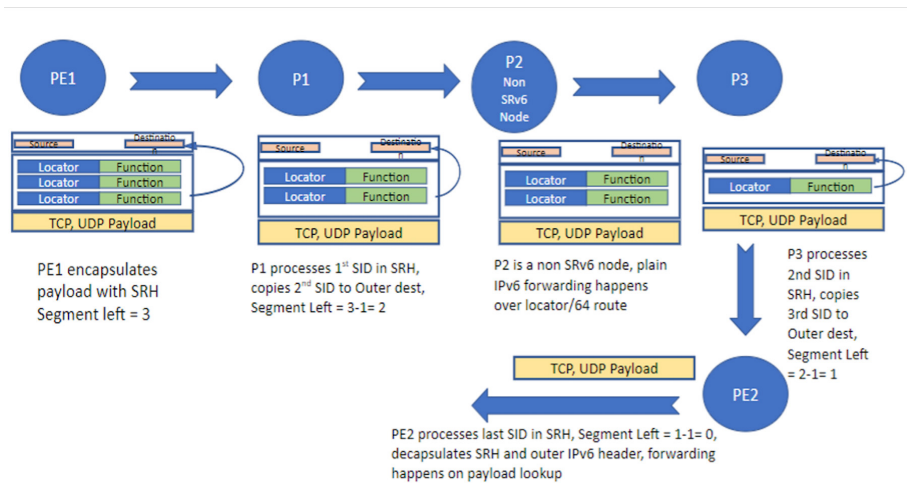 PE1
P1
P2
Non
SRv6
Node
P3
Source
Destinatio
n
Locator Function
Locator Function
Locator Function
TCP, UDP Payload
Source
Destinatio
n
Locator Function
Locator Function
TCP, UDP Payload
Source
Destinatio
n
Locator Function
Locator Function
TCP, UDP Payload
Source
Destinatio
n
Locator Function
TCP, UDP Payload
PE1 encapsulates
payload with SRH
Segment left = 3
P1 processes 1st SID in SRH,
copies 2nd SID to Outer dest,
Segment Left = 3-1= 2
P2 is a non SRv6 node, plain
IPv6 forwarding happens
over locator/64 route
P3 processes
2nd SID in
SRH, copies
3rd SID to
Outer dest,
Segment Left
= 2-1= 1
TCP, UDP Payload
PE2
PE2 processes last SID in SRH, Segment Left = 1-1= 0,
decapsulates SRH and outer IPv6 header, forwarding
happens on payload lookup